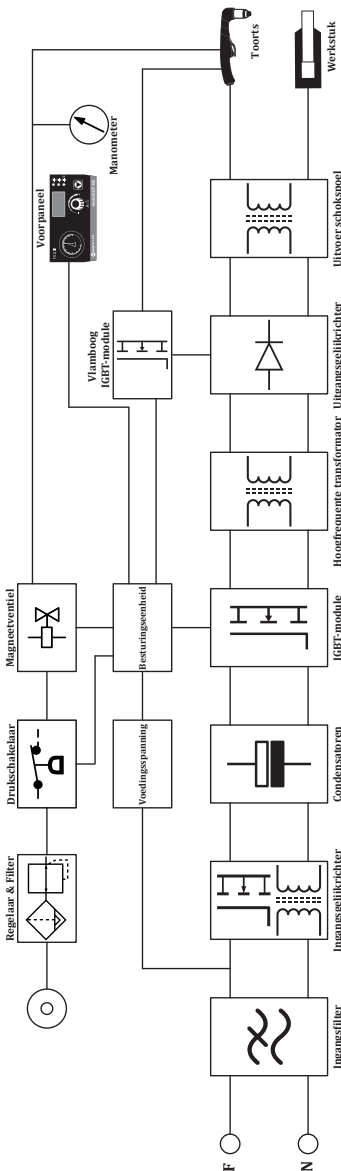 Regelaar & Filter
Drukschakelaar
Magneetventiel
Voorpaneel
Manometer
Voedingsspanning
Besturingseenheid
Vlamboog
IGBT-module
Toorts
Werkstuk
F
N
Ingangsfilter
Ingangsgelijkrichter
Condensatoren
IGBT-module
Hoogfrequente transformator
Uitgangsgelijkrichter
Uitvoer schokspoel